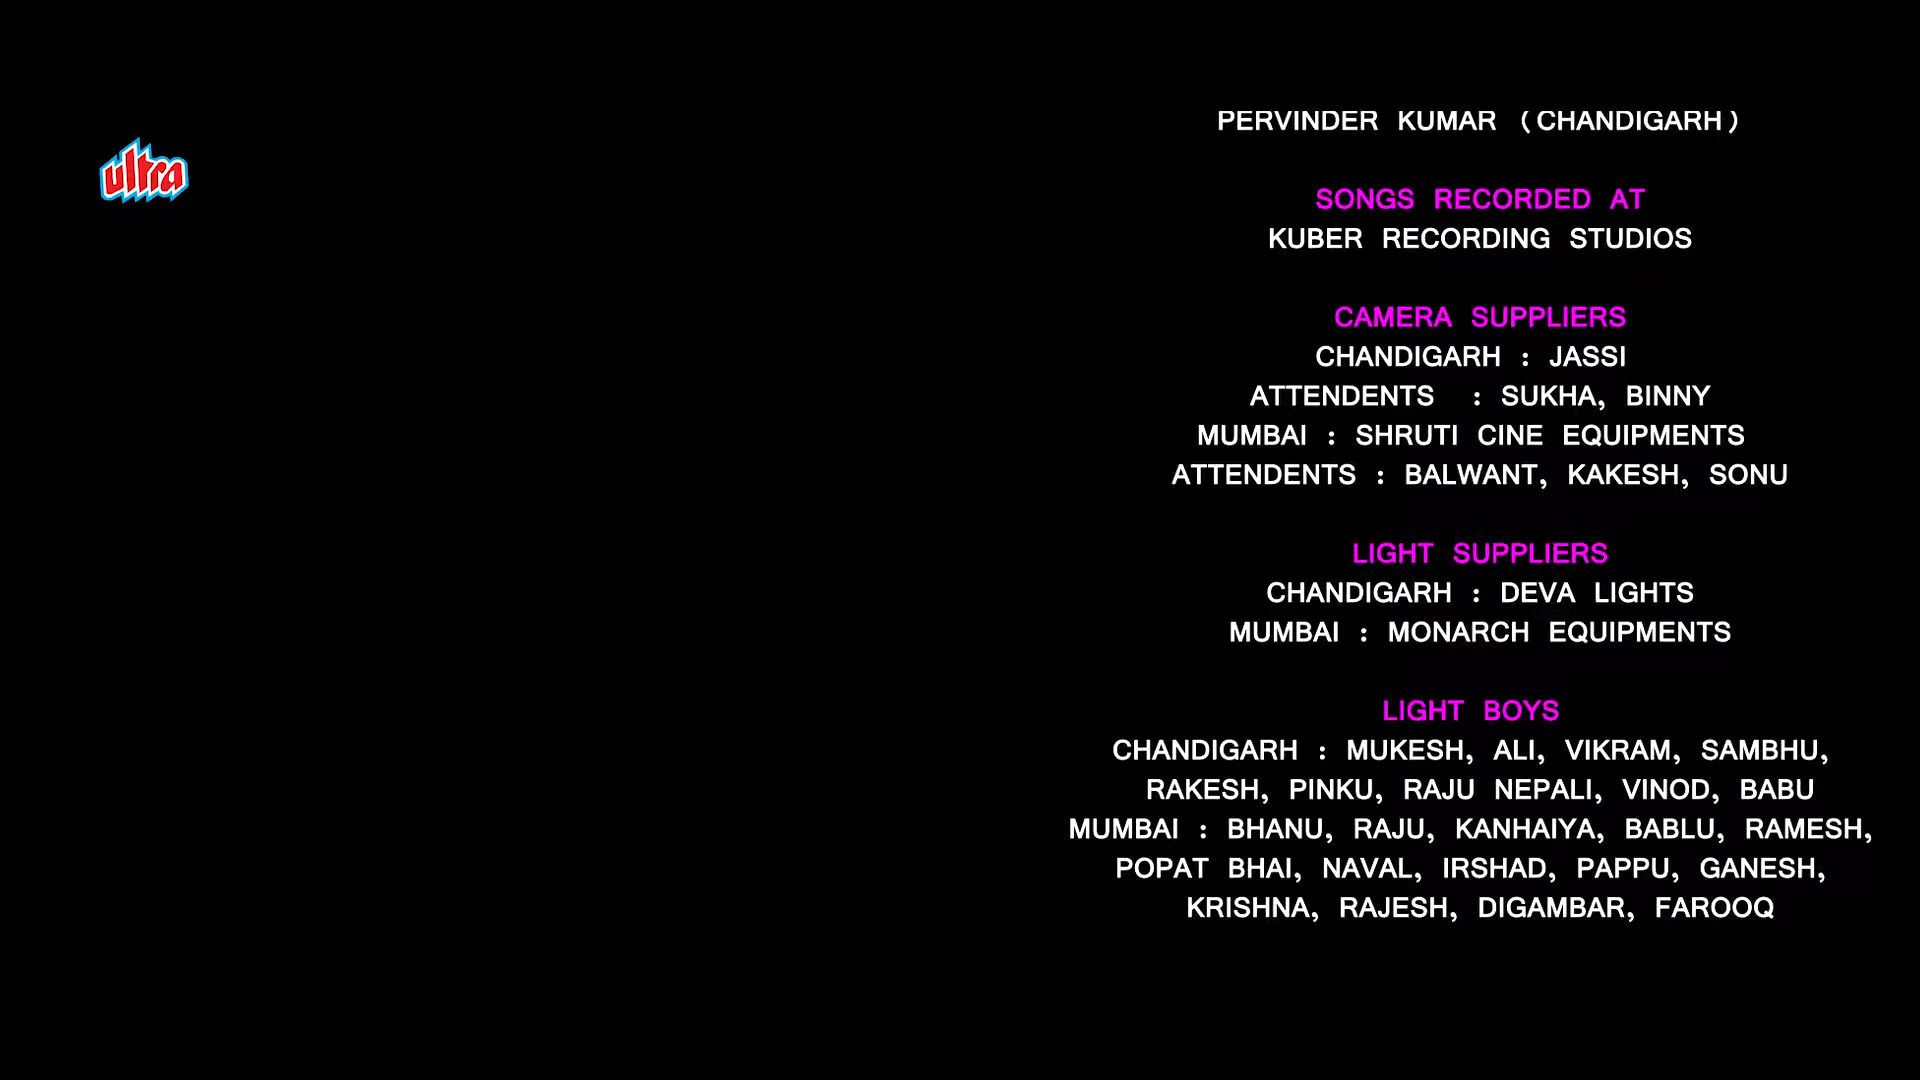 ultra
PERVINDER KUMAR (CHANDIGARH)
SONGS RECORDED AT
KUBER RECORDING STUDIOS
CAMERA SUPPLIERS
CHANDIGARH : JASSI
ATTENDENTS : SUKHA, BINNY
MUMBAI : SHRUTI CINE EQUIPMENTS
ATTENDENTS : BALWANT, KAKESH, SONU
LIGHT SUPPLIERS
CHANDIGARH : DEVA LIGHTS
MUMBAI : MONARCH EQUIPMENTS
LIGHT BOYS
CHANDIGARH : MUKESH, ALI, VIKRAM, SAMBHU,
RAKESH, PINKU, RAJU NEPALI, VINOD, BABU
MUMBAI : BHANU, RAJU, KANHAIYA, BABLU, RAMESH,
POPAT BHAI, NAVAL, IRSHAD, PAPPU, GANESH,
KRISHNA, RAJESH, DIGAMBAR, FAROOQ